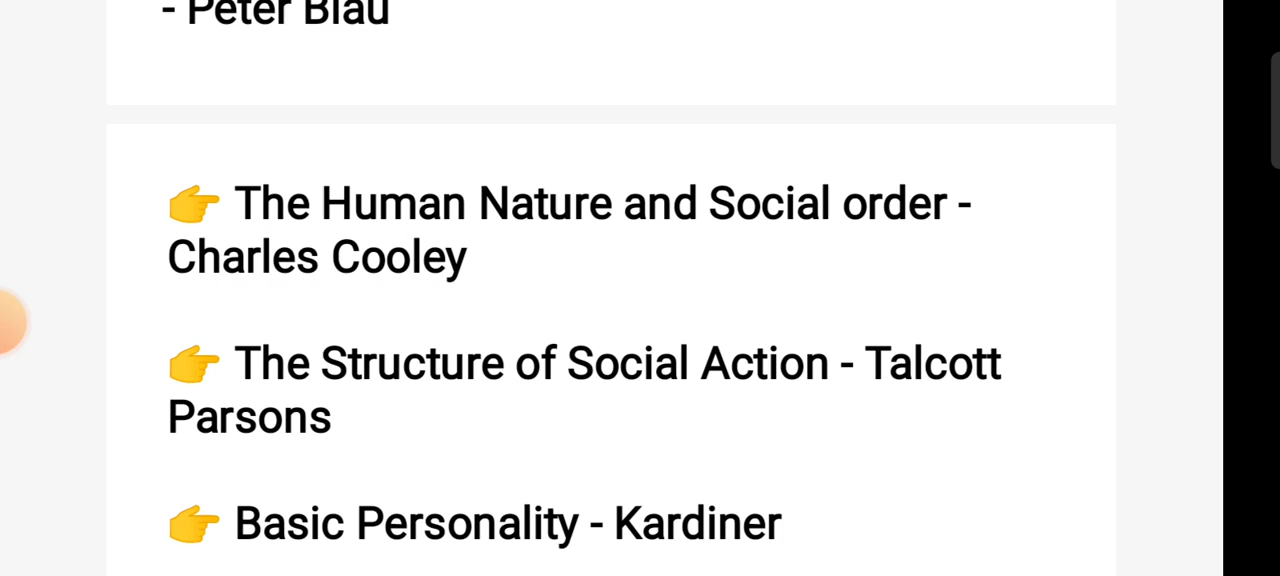 - Peter Blau
👉 The Human Nature and Social order -
Charles Cooley
👉 The Structure of Social Action - Talcott
Parsons
👉 Basic Personality - Kardiner